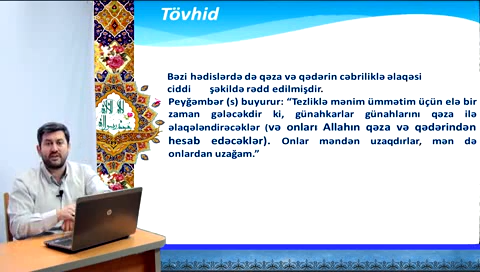 Tövhid
Bəzi hədislərdə də qəza və qədərin cəbriliklə əlaqəsi
ciddi şəkildə rədd edilmişdir.
Peyğəmbər (s) buyurur: “Tezliklə mənim ümmətim üçün elə bir
zaman gələcəkdir ki, günahkarlar günahlarını qəza ilə
əlaqələndirəcəklər (və onları Allahın qəza və qədərindən
hesab edəcəklər). Onlar məndən uzaqdırlar, mən də
onlardan uzağam.”
hp